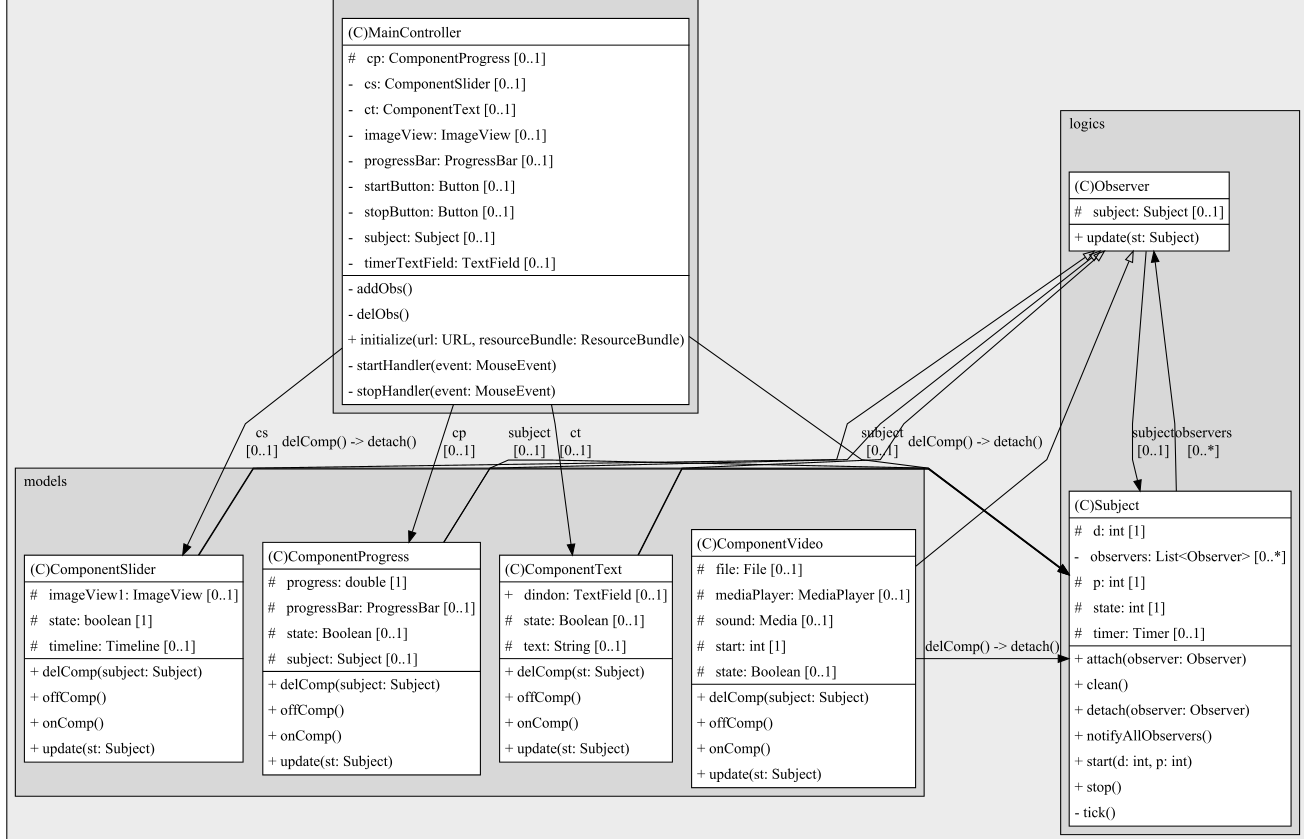 (C)MainController
# cp: ComponentProgress [0..1]
- cs: ComponentSlider [0..1]
- ct: ComponentText [0..1]
- imageView: ImageView [0..1]
- progressBar: ProgressBar [0..1]
- startButton: Button [0..1]
- stopButton: Button [0..1]
- subject: Subject [0..1]
- timerTextField: TextField [0..1]
- addObs()
- delObs()
+ initialize(url: URL, resourceBundle: ResourceBundle)
- startHandler(event: MouseEvent)
- stopHandler(event: MouseEvent)
logics
(C)Observer
# subject: Subject [0..1]
+ update(st: Subject)
cs
[0..1]
delComp() -> detach()
cp
[0..1]
subject
[0..1]
ct
[0..1]
subject
[0..1]
delComp() -> detach()
subject
[0..1]
observers
[0..*]
models
(C)ComponentSlider
# imageView1: ImageView [0..1]
# state: boolean [1]
# timeline: Timeline [0..1]
+ delComp(subject: Subject)
+ offComp()
+ onComp()
+ update(st: Subject)
(C)ComponentProgress
# progress: double [1]
# progressBar: ProgressBar [0..1]
# state: Boolean [0..1]
# subject: Subject [0..1]
+ delComp(subject: Subject)
+ offComp()
+ onComp()
+ update(st: Subject)
(C)ComponentText
+ dindon: TextField [0..1]
# state: Boolean [0..1]
# text: String [0..1]
+ delComp(st: Subject)
+ offComp()
+ onComp()
+ update(st: Subject)
(C)ComponentVideo
# file: File [0..1]
# mediaPlayer: MediaPlayer [0..1]
# sound: Media [0..1]
# start: int [1]
# state: Boolean [0..1]
+ delComp(subject: Subject)
+ offComp()
+ onComp()
+ update(st: Subject)
delComp() -> detach()
(C)Subject
# d: int [1]
- observers: List<Observer> [0..*]
# p: int [1]
# state: int [1]
# timer: Timer [0..1]
+ attach(observer: Observer)
+ clean()
+ detach(observer: Observer)
+ notifyAllObservers()
+ start(d: int, p: int)
+ stop()
- tick()